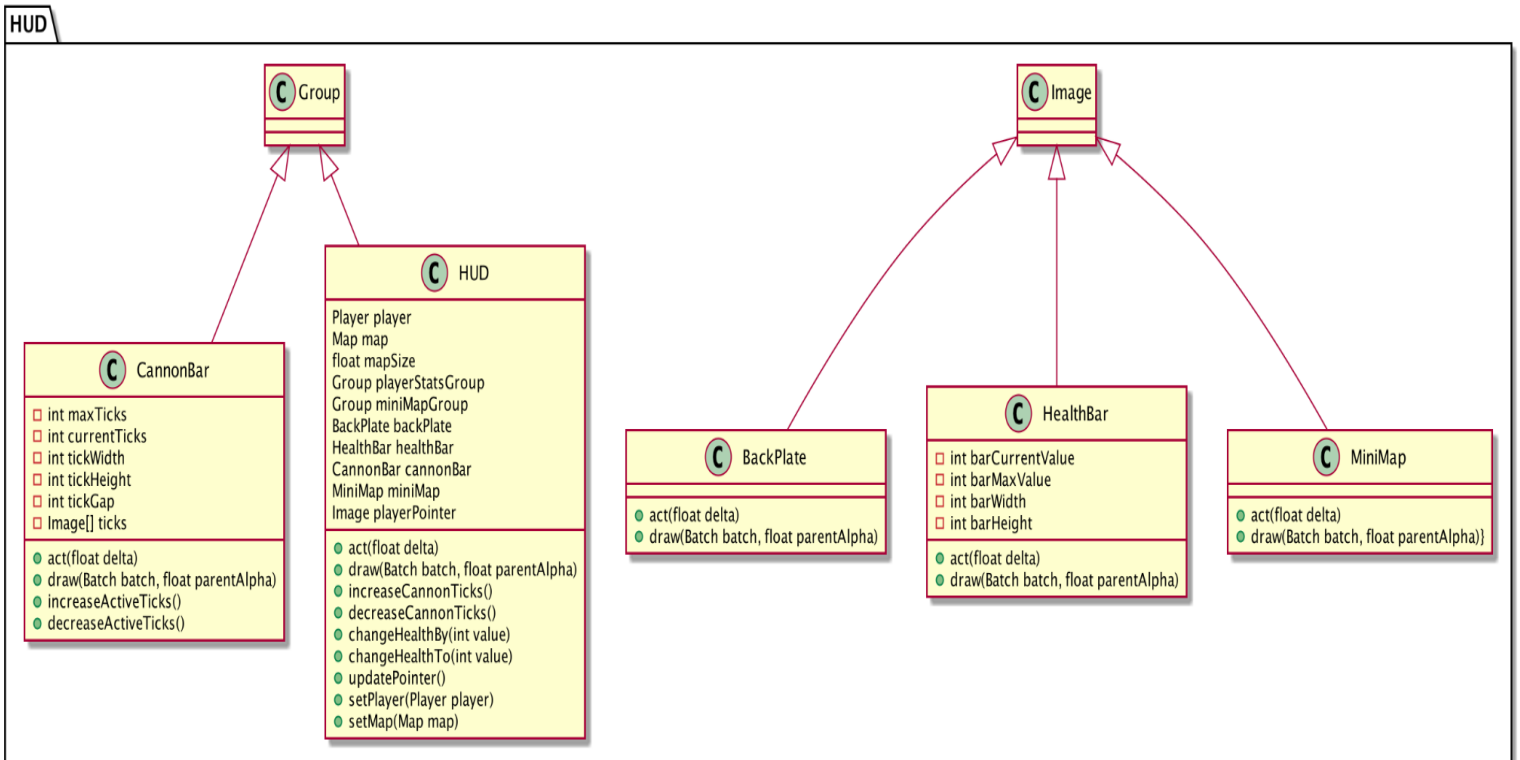 HUD
C Group
C Image
C HUD
Player player
Map map
float mapSize
Group playerStatsGroup
Group miniMapGroup
BackPlate backPlate
HealthBar healthBar
CannonBar cannonBar
MiniMap miniMap
Image playerPointer
act(float delta)
draw(Batch batch, float parentAlpha)
increaseCannonTicks()
decreaseCannonTicks()
changeHealthBy(int value)
changeHealthTo(int value)
updatePointer()
setPlayer(Player player)
setMap(Map map)
C CannonBar
int maxTicks
int currentTicks
int tickWidth
int tickHeight
int tickGap
Image[] ticks
act(float delta)
draw(Batch batch, float parentAlpha)
increaseActiveTicks()
decreaseActiveTicks()
C BackPlate
act(float delta)
draw(Batch batch, float parentAlpha)
C HealthBar
int barCurrentValue
int barMaxValue
int barWidth
int barHeight
act(float delta)
draw(Batch batch, float parentAlpha)
C MiniMap
act(float delta)
draw(Batch batch, float parentAlpha)}